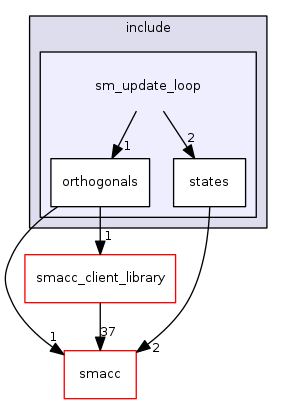 include
sm_update_loop
1
2
orthogonals
states
1
smacc_client_library
1
37
2
smacc